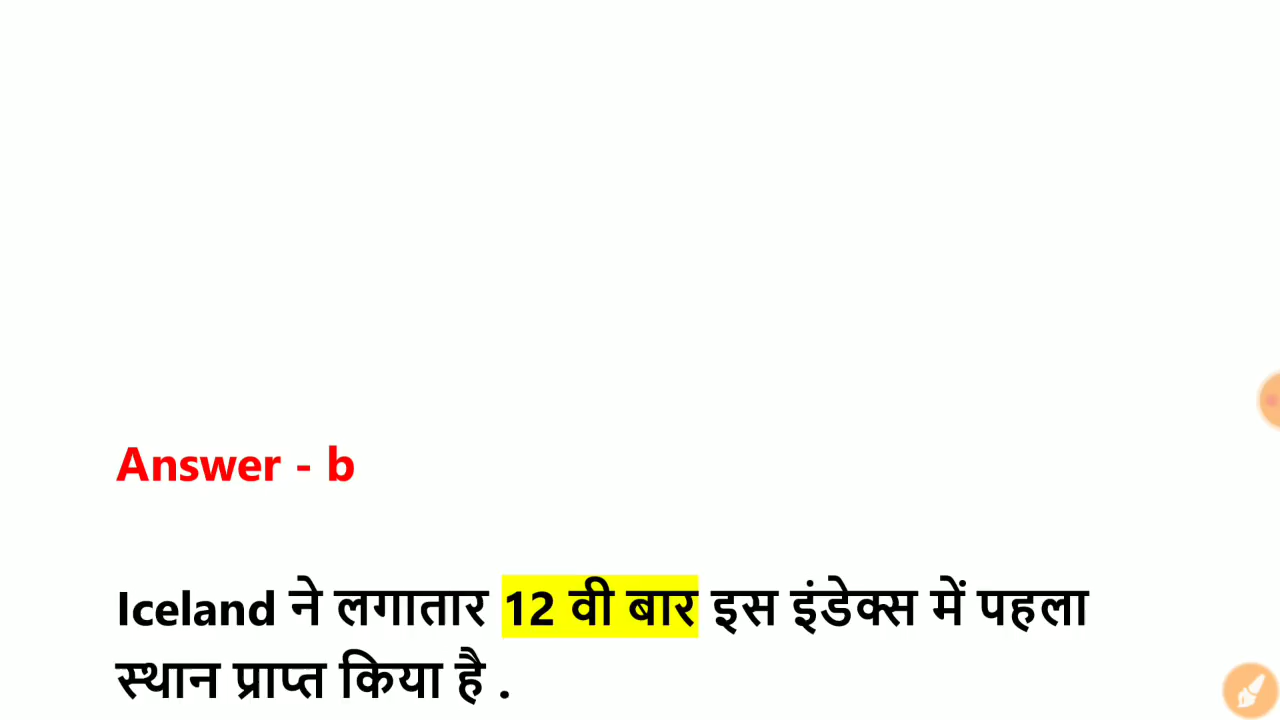 Answer - b
Iceland ने लगातार 12 वी बार इस इंडेक्स में पहला
स्थान प्राप्त किया है .